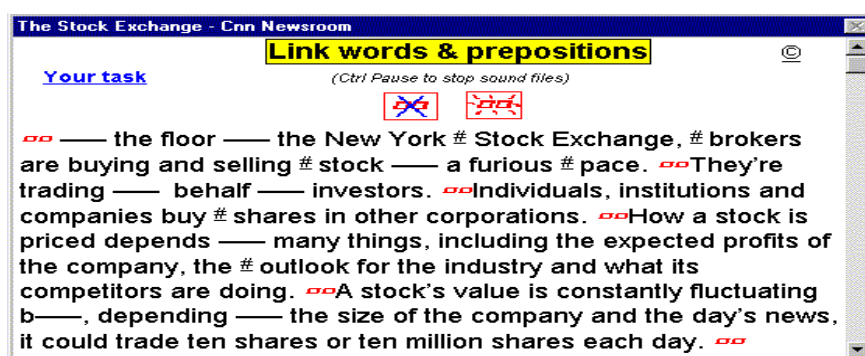 The Stock Exchange - Cnn Newsroom
Link words & prepositions ©
Your task (Ctrl Pause to stop sound files)
—— the floor —— the New York # Stock Exchange, # brokers
are buying and selling # stock —— a furious # pace. They're
trading —— behalf —— investors. Individuals, institutions and
companies buy # shares in other corporations. How a stock is
priced depends —— many things, including the expected profits of
the company, the # outlook for the industry and what its
competitors are doing. A stock's value is constantly fluctuating
b——, depending —— the size of the company and the day's news,
it could trade ten shares or ten million shares each day.